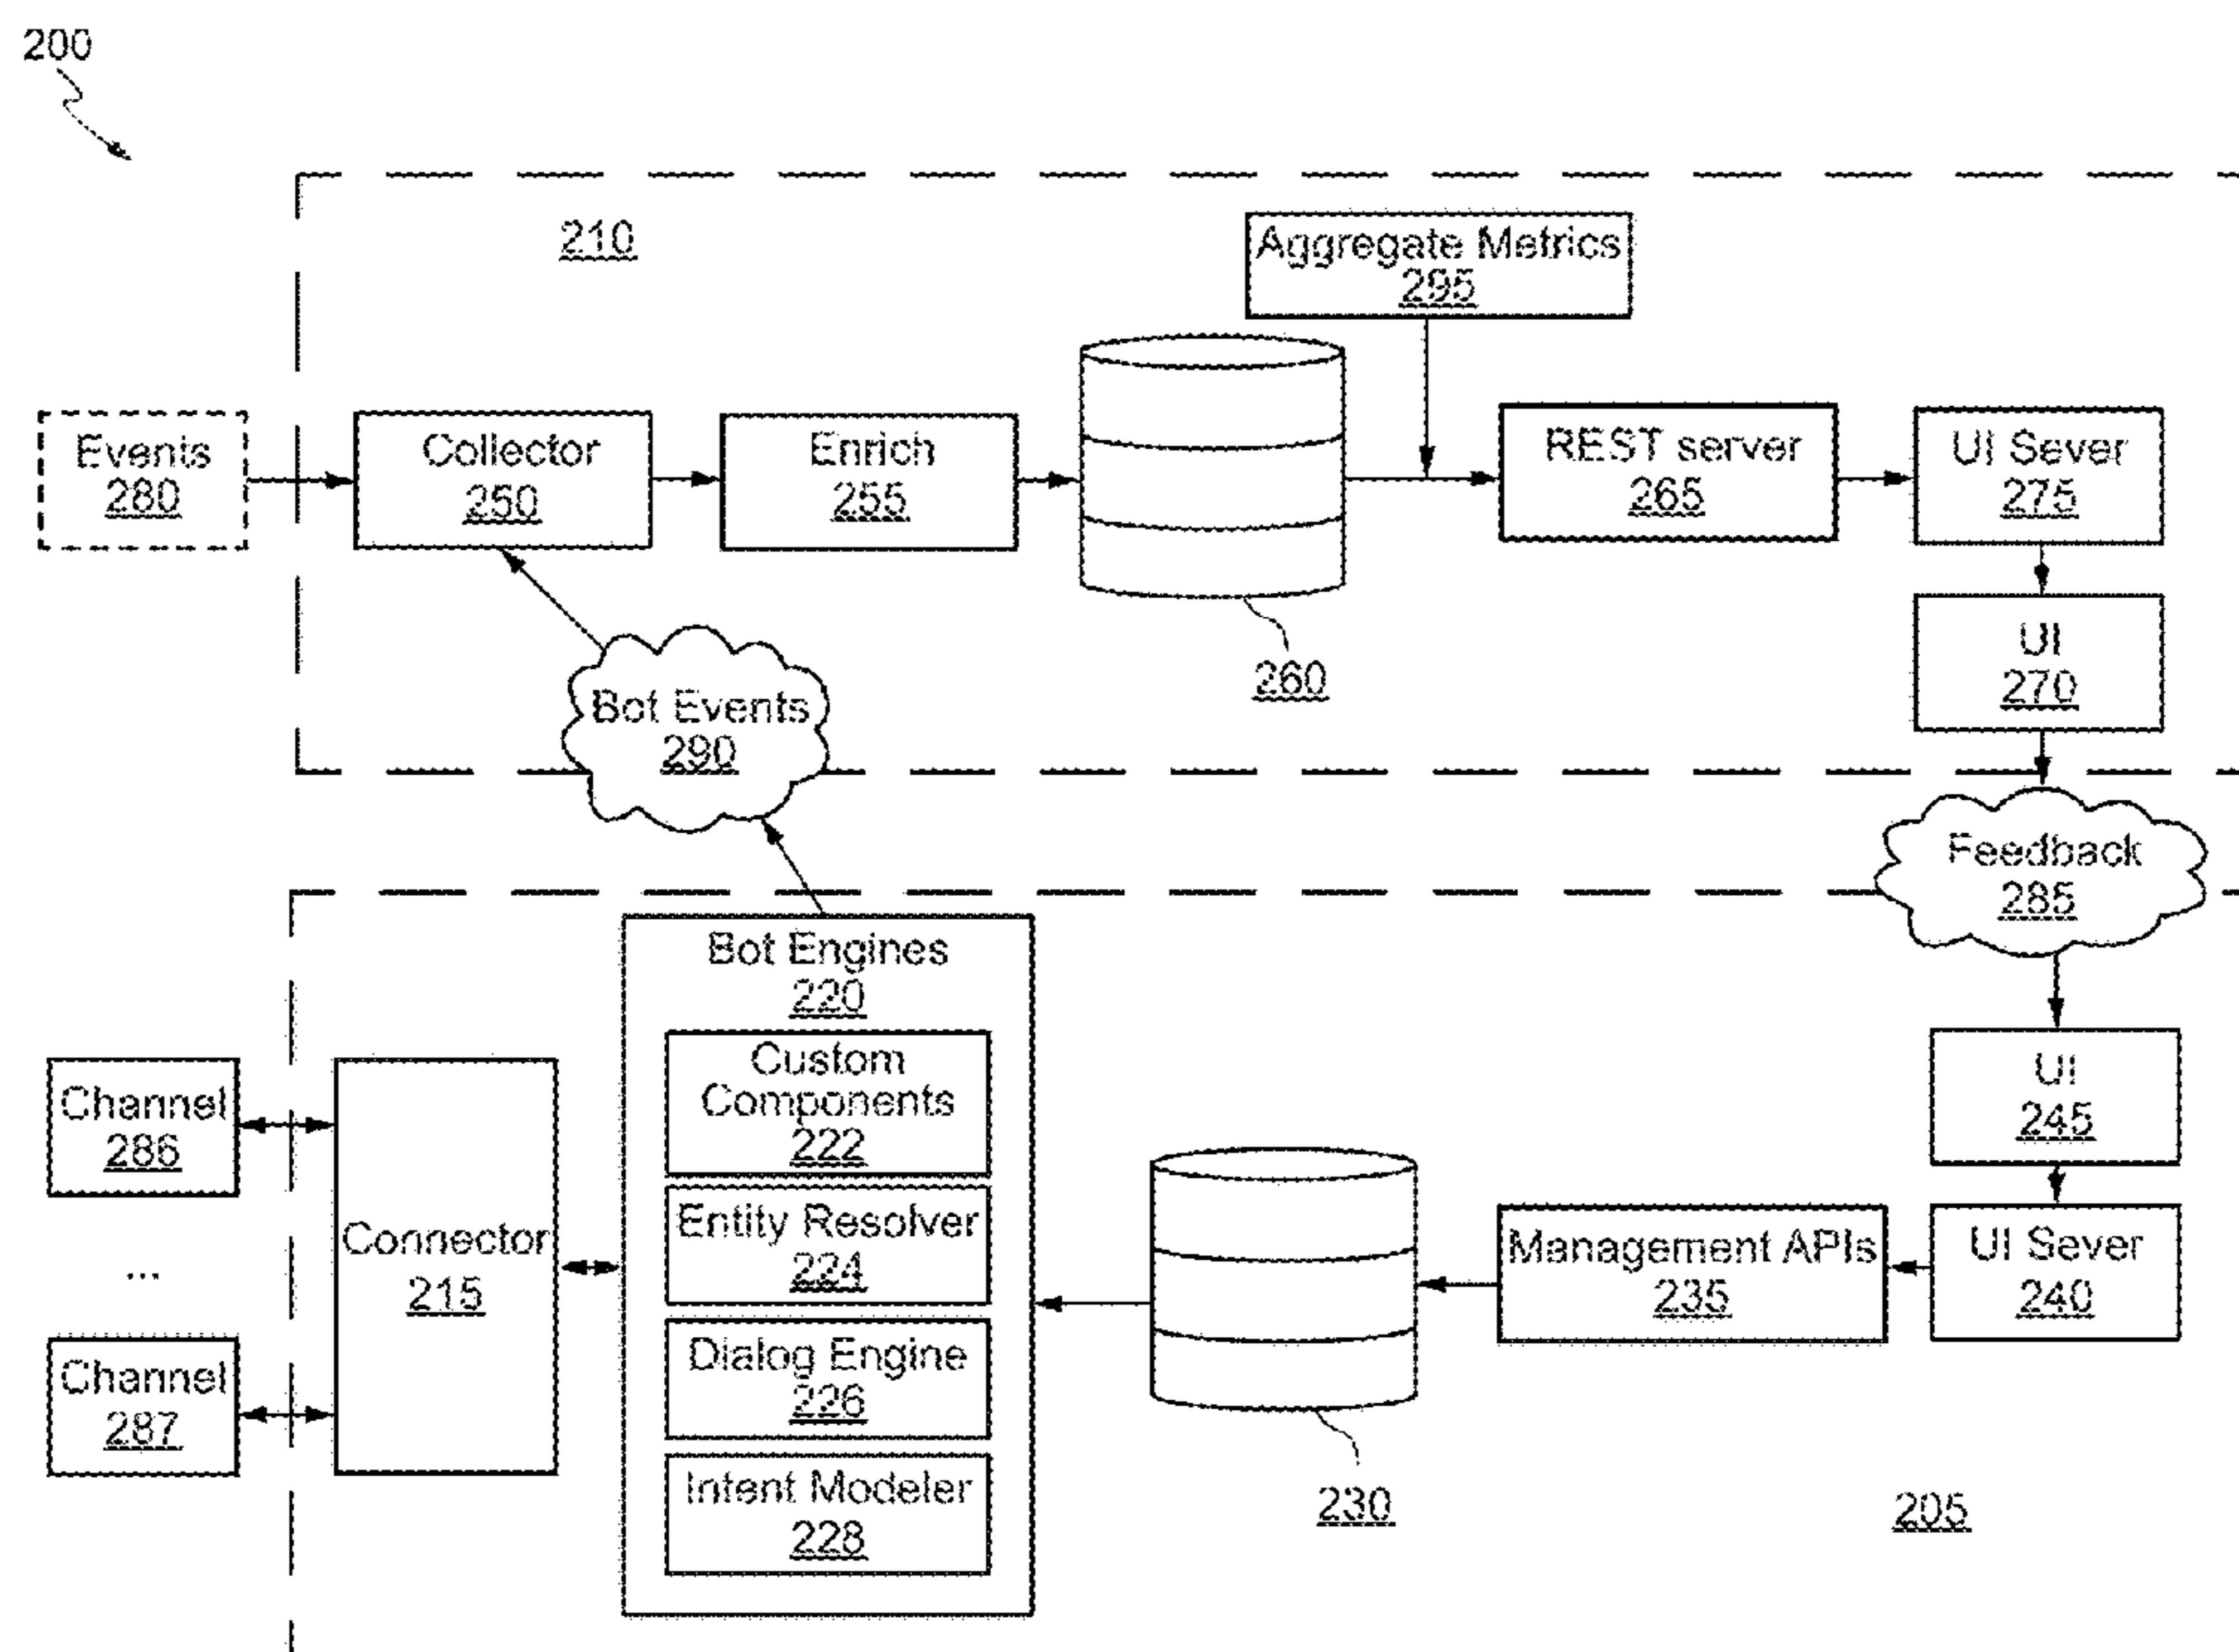 200
210
Aggregate Metrics
295
Events
280
Collector
250
Enrich
255
REST server
265
UI Sever
275
260
UI
270
Bot Events
290
Feedback
285
Bot Engines
220
Custom
Components
222
Entity Resolver
224
Dialog Engine
226
Intent Modeler
228
Channel
286
...
Channel
287
Connector
215
230
Management APIs
235
UI
245
UI Sever
240
205